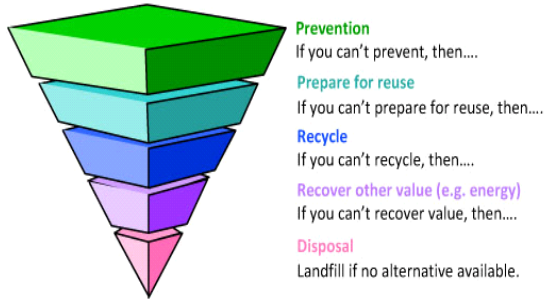 Prevention
If you can't prevent, then....
Prepare for reuse
If you can't prepare for reuse, then....
Recycle
If you can't recycle, then....
Recover other value (e.g. energy)
If you can't recover value, then....
Disposal
Landfill if no alternative available.